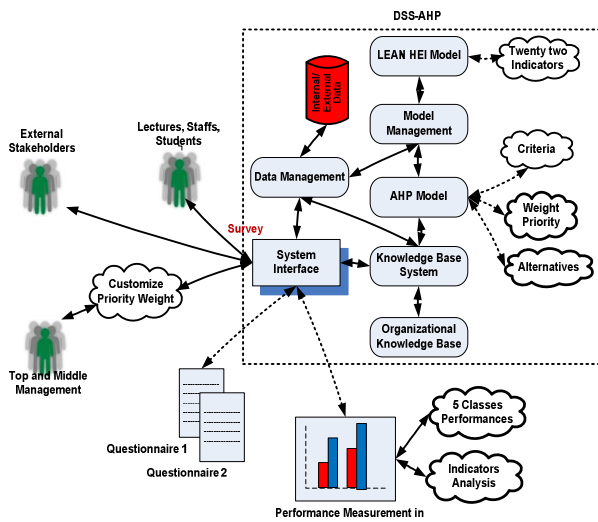 DSS-AHP
LEAN HEI Model
Twenty two
Indicators
Internal/
External
Data
Model
Management
Lectures, Staffs,
Students
External
Stakeholders
Criteria
Data Management
AHP Model
Weight
Priority
Survey
System
Interface
Knowledge Base
System
Alternatives
Customize
Priority Weight
Organizational
Knowledge Base
Top and Middle
Management
5 Classes
Performances
Questionnaire 1
Questionnaire 2
Indicators
Analysis
Performance Measurement in